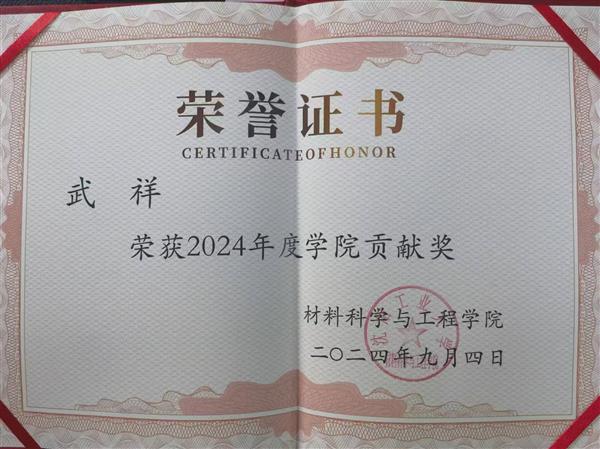 荣誉证书
CERTIFICATEOFHONOR
武 祥
荣获2024年度学院贡献奖
材料科学与工程学院
二〇二四年九月四日